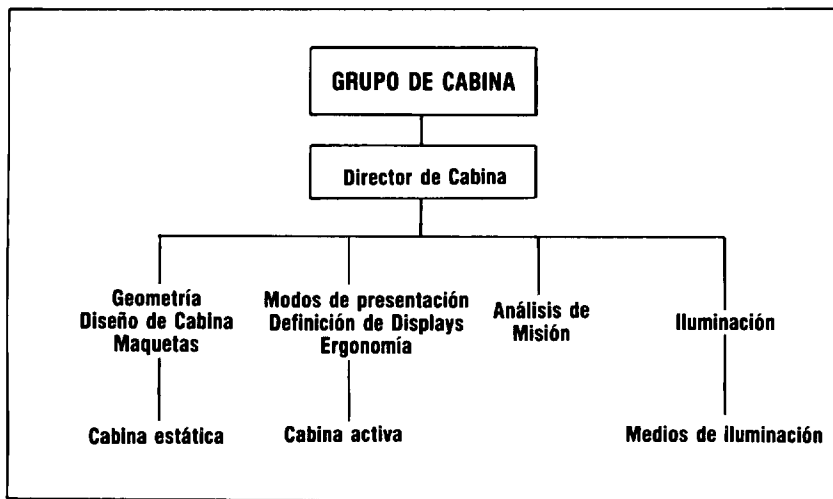 GRUPO DE CABINA
Director de Cabina
Geometría
Diseño de Cabina
Maquetas
Modos de presentación
Definición de Displays
Ergonomía
Análisis de
Misión
Iluminación
Cabina estática
Cabina activa
Medios de iluminación